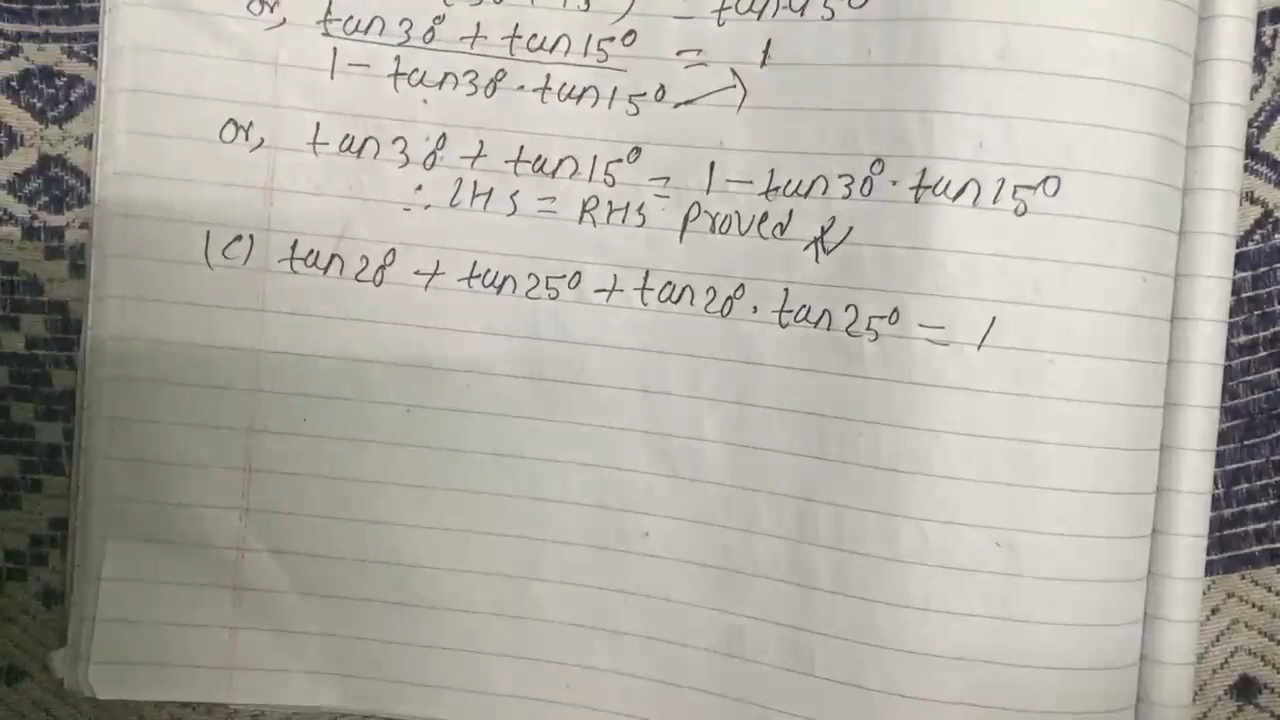 or, tan30° + tan15° = 1
1 - tan30° · tan15°
or, tan30° + tan15° = 1 - tan30° · tan15°
∴ LHS = RHS proved
(C) tan20° + tan25° + tan20° · tan25° = 1